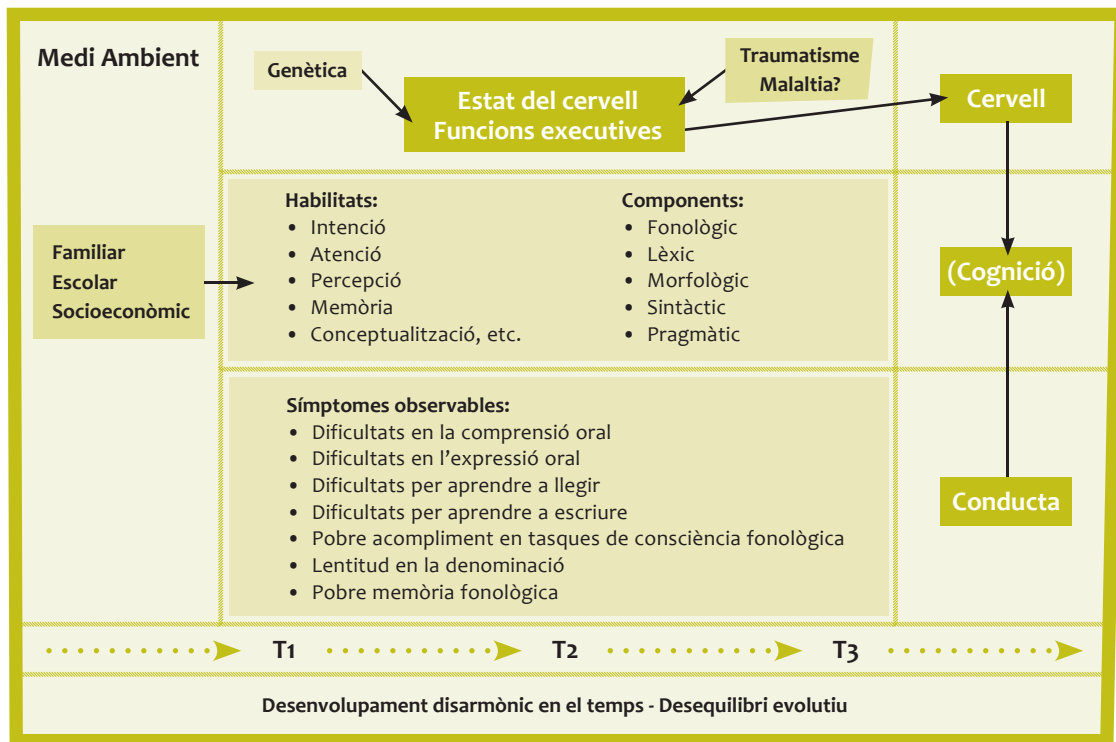 Medi Ambient
Genètica
Estat del cervell
Funcions executives
Traumatisme
Malaltia?
Cervell
Familiar
Escolar
Socioeconòmic
Habilitats:
• Intenció
• Atenció
• Percepció
• Memòria
• Conceptualització, etc.
Components:
• Fonològic
• Lèxic
• Morfològic
• Sintàctic
• Pragmàtic
(Cognició)
Símptomes observables:
• Dificultats en la comprensió oral
• Dificultats en l’expressió oral
• Dificultats per aprendre a llegir
• Dificultats per aprendre a escriure
• Pobre acompliment en tasques de consciència fonològica
• Lentitud en la denominació
• Pobre memòria fonològica
Conducta
T1 T2 T3
Desenvolupament disarmònic en el temps - Desequilibri evolutiu